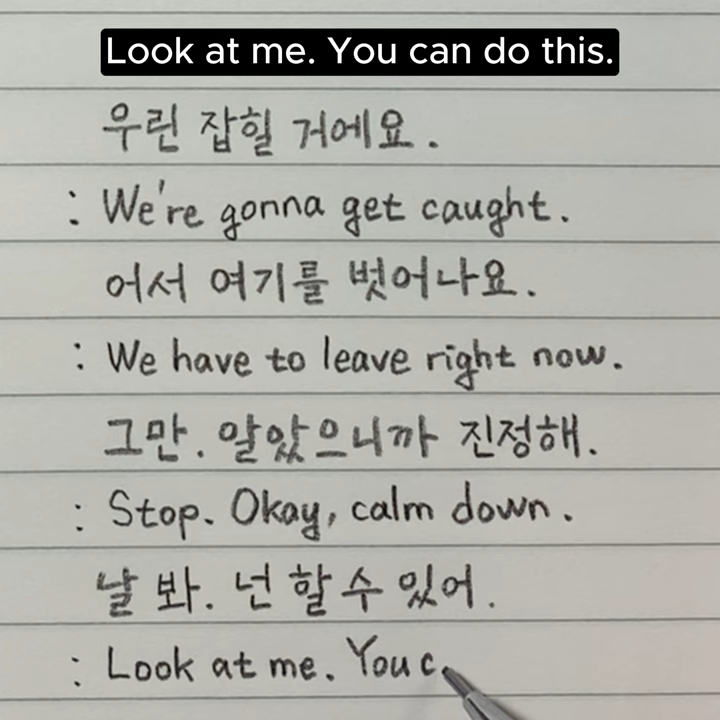 Look at me. You can do this.
우린 잡힐 거에요.
: We're gonna get caught.
어서 여기를 벗어나요.
: We have to leave right now.
그만. 알았으니까 진정해.
: Stop. Okay, calm down.
날 봐. 넌 할 수 있어.
: Look at me. You c